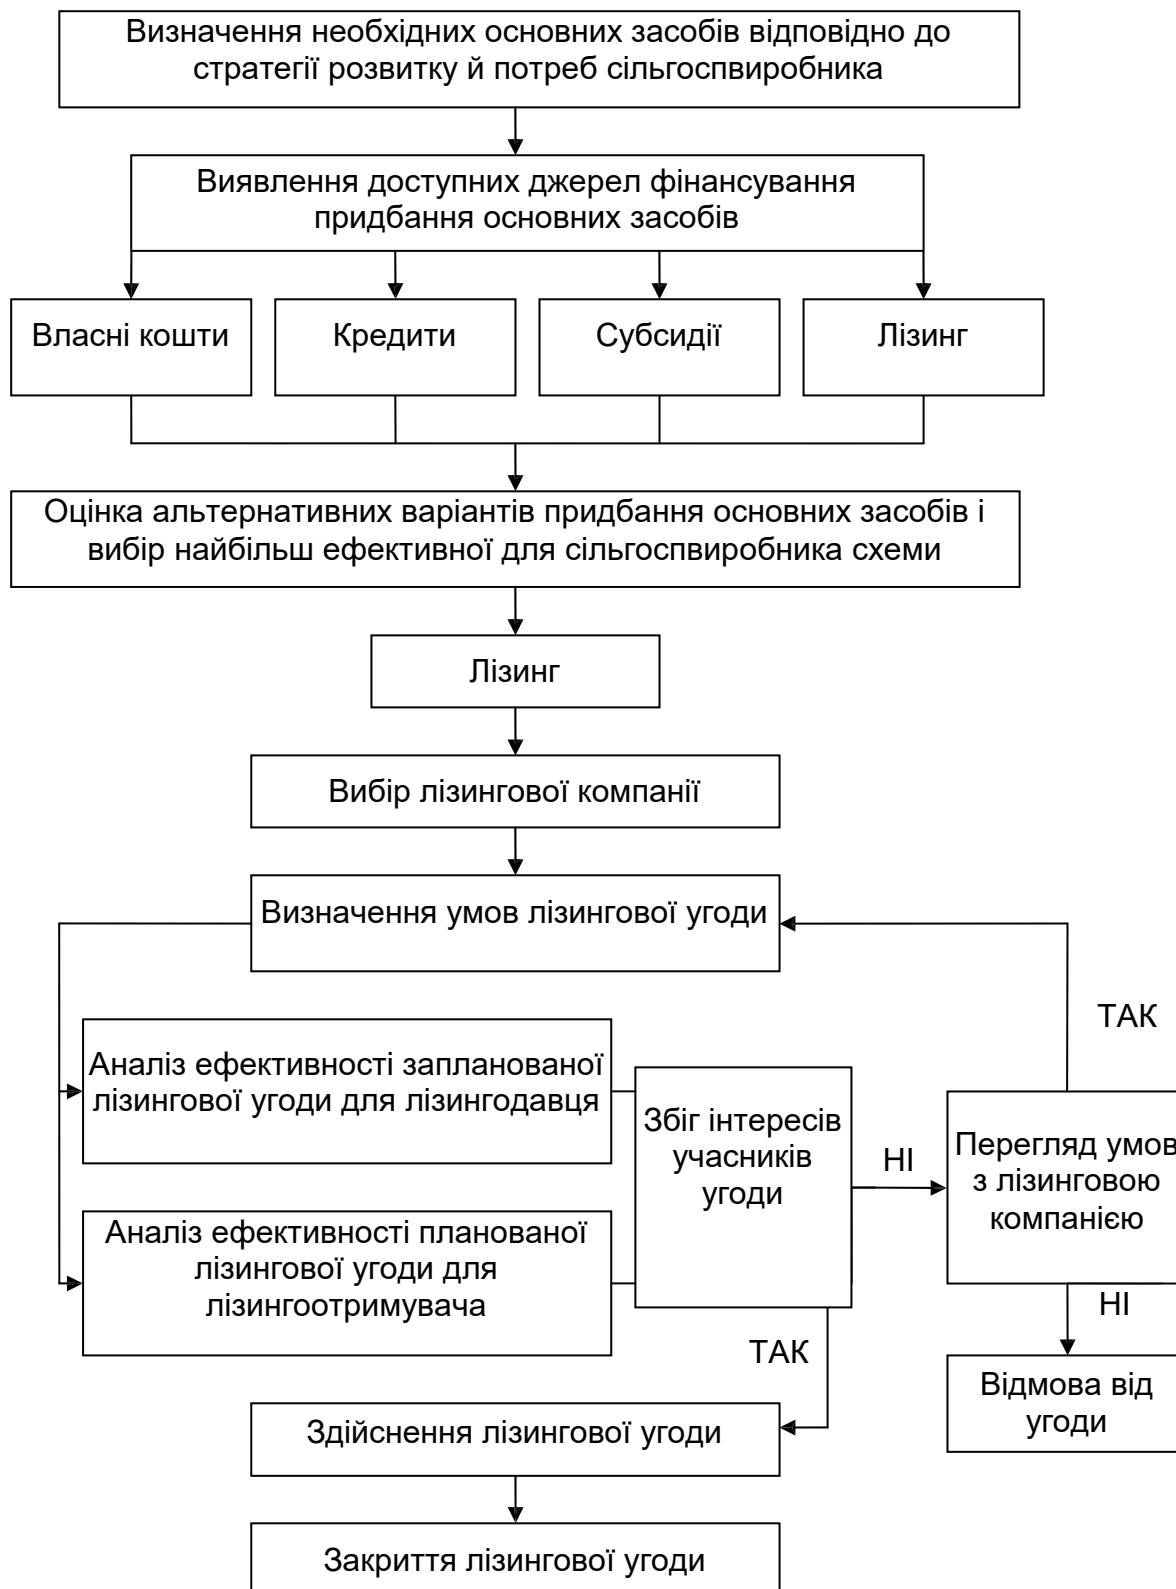 Визначення необхідних основних засобів відповідно до
стратегії розвитку й потреб сільгоспвиробника
Виявлення доступних джерел фінансування
придбання основних засобів
Власні кошти
Кредити
Субсидії
Лізинг
Оцінка альтернативних варіантів придбання основних засобів і
вибір найбільш ефективної для сільгоспвиробника схеми
Лізинг
Вибір лізингової компанії
Визначення умов лізингової угоди
ТАК
Аналіз ефективності запланованої
лізингової угоди для лізингодавця
Збіг інтересів
учасників
угоди
НІ
Перегляд умов
з лізинговою
компанією
Аналіз ефективності планованої
лізингової угоди для
лізингоотримувача
НІ
ТАК
Відмова від
угоди
Здійснення лізингової угоди
Закриття лізингової угоди